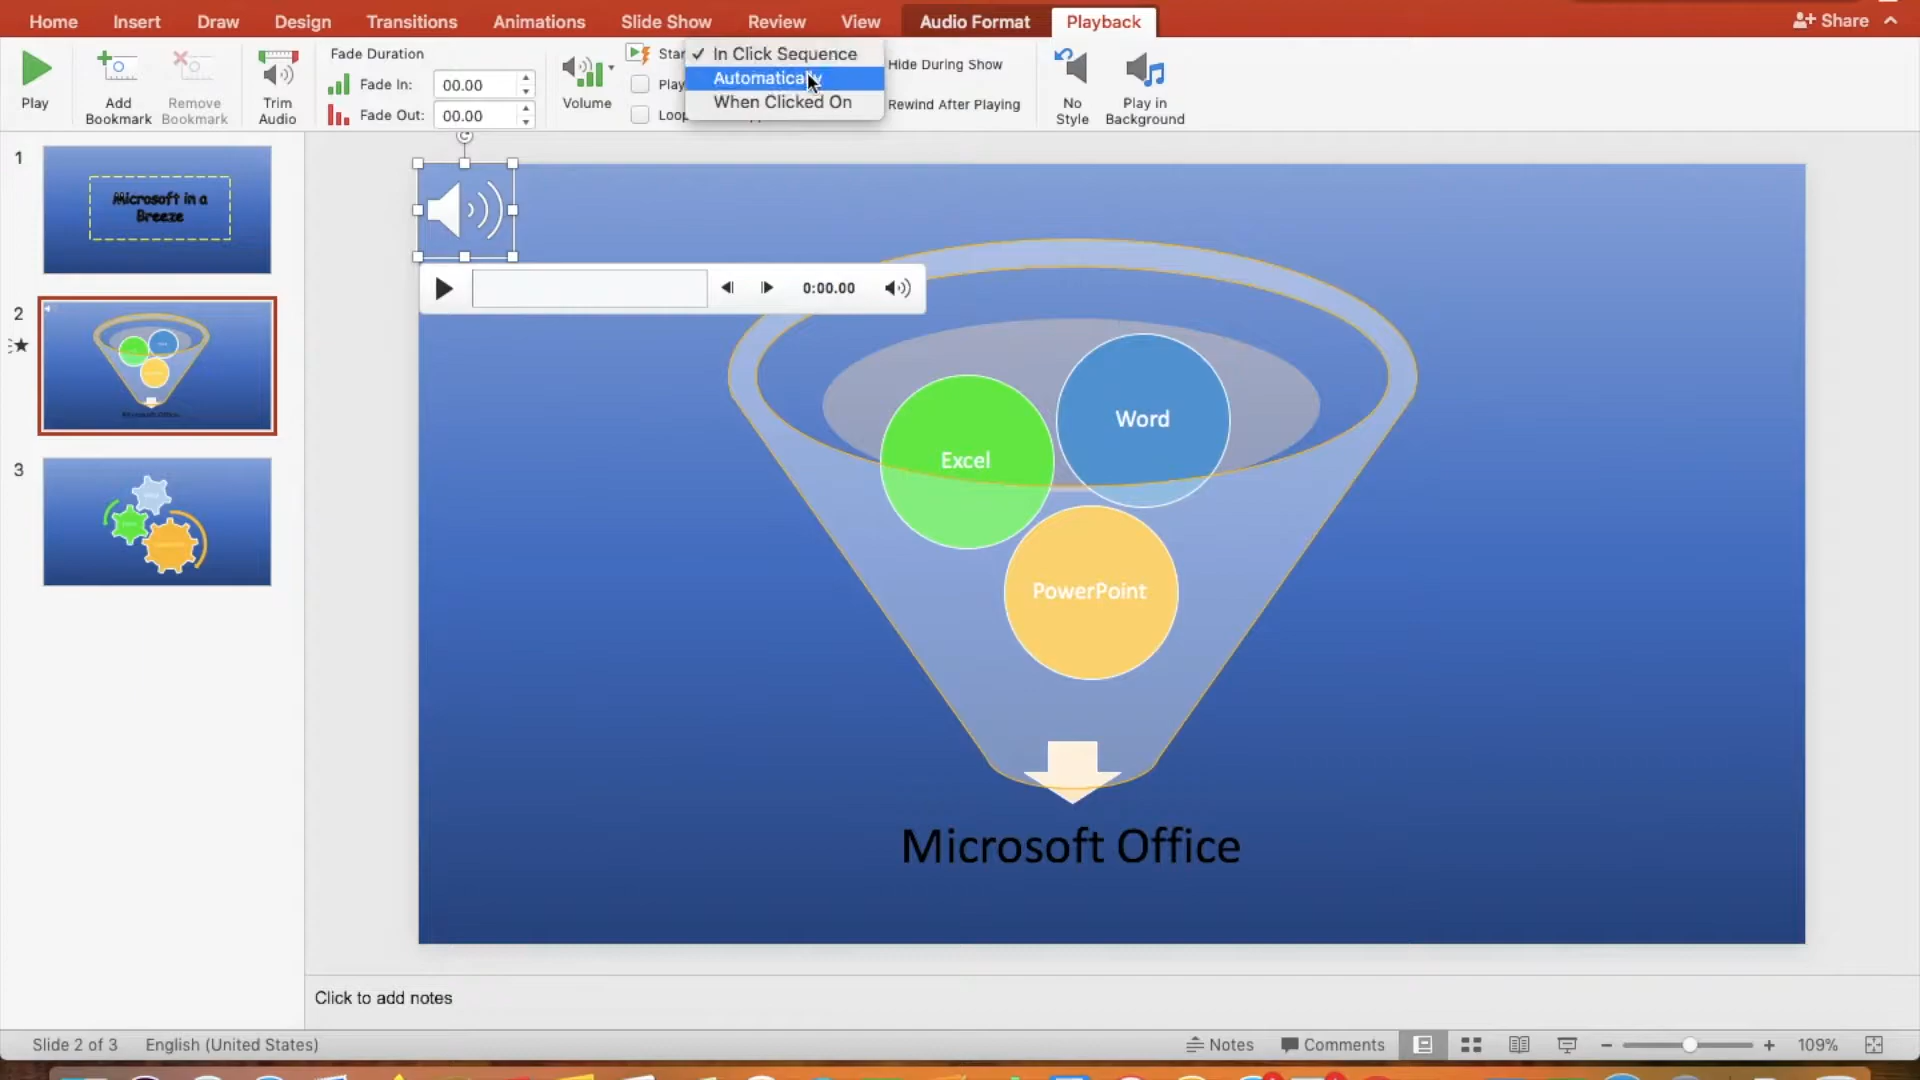 Home Insert Draw Design Transitions Animations Slide Show Review View Audio Format Playback Share
Play
Add Bookmark
Remove Bookmark
Trim Audio
Fade Duration
Fade In: 00.00
Fade Out: 00.00
Volume
Star
Play
Loop
In Click Sequence
Automatically
When Clicked On
Hide During Show
Rewind After Playing
No Style
Play in Background
1
Microsoft in a
Breeze
2
3
0:00.00
Word
Excel
PowerPoint
Microsoft Office
Click to add notes
Slide 2 of 3 English (United States) Notes Comments 109%